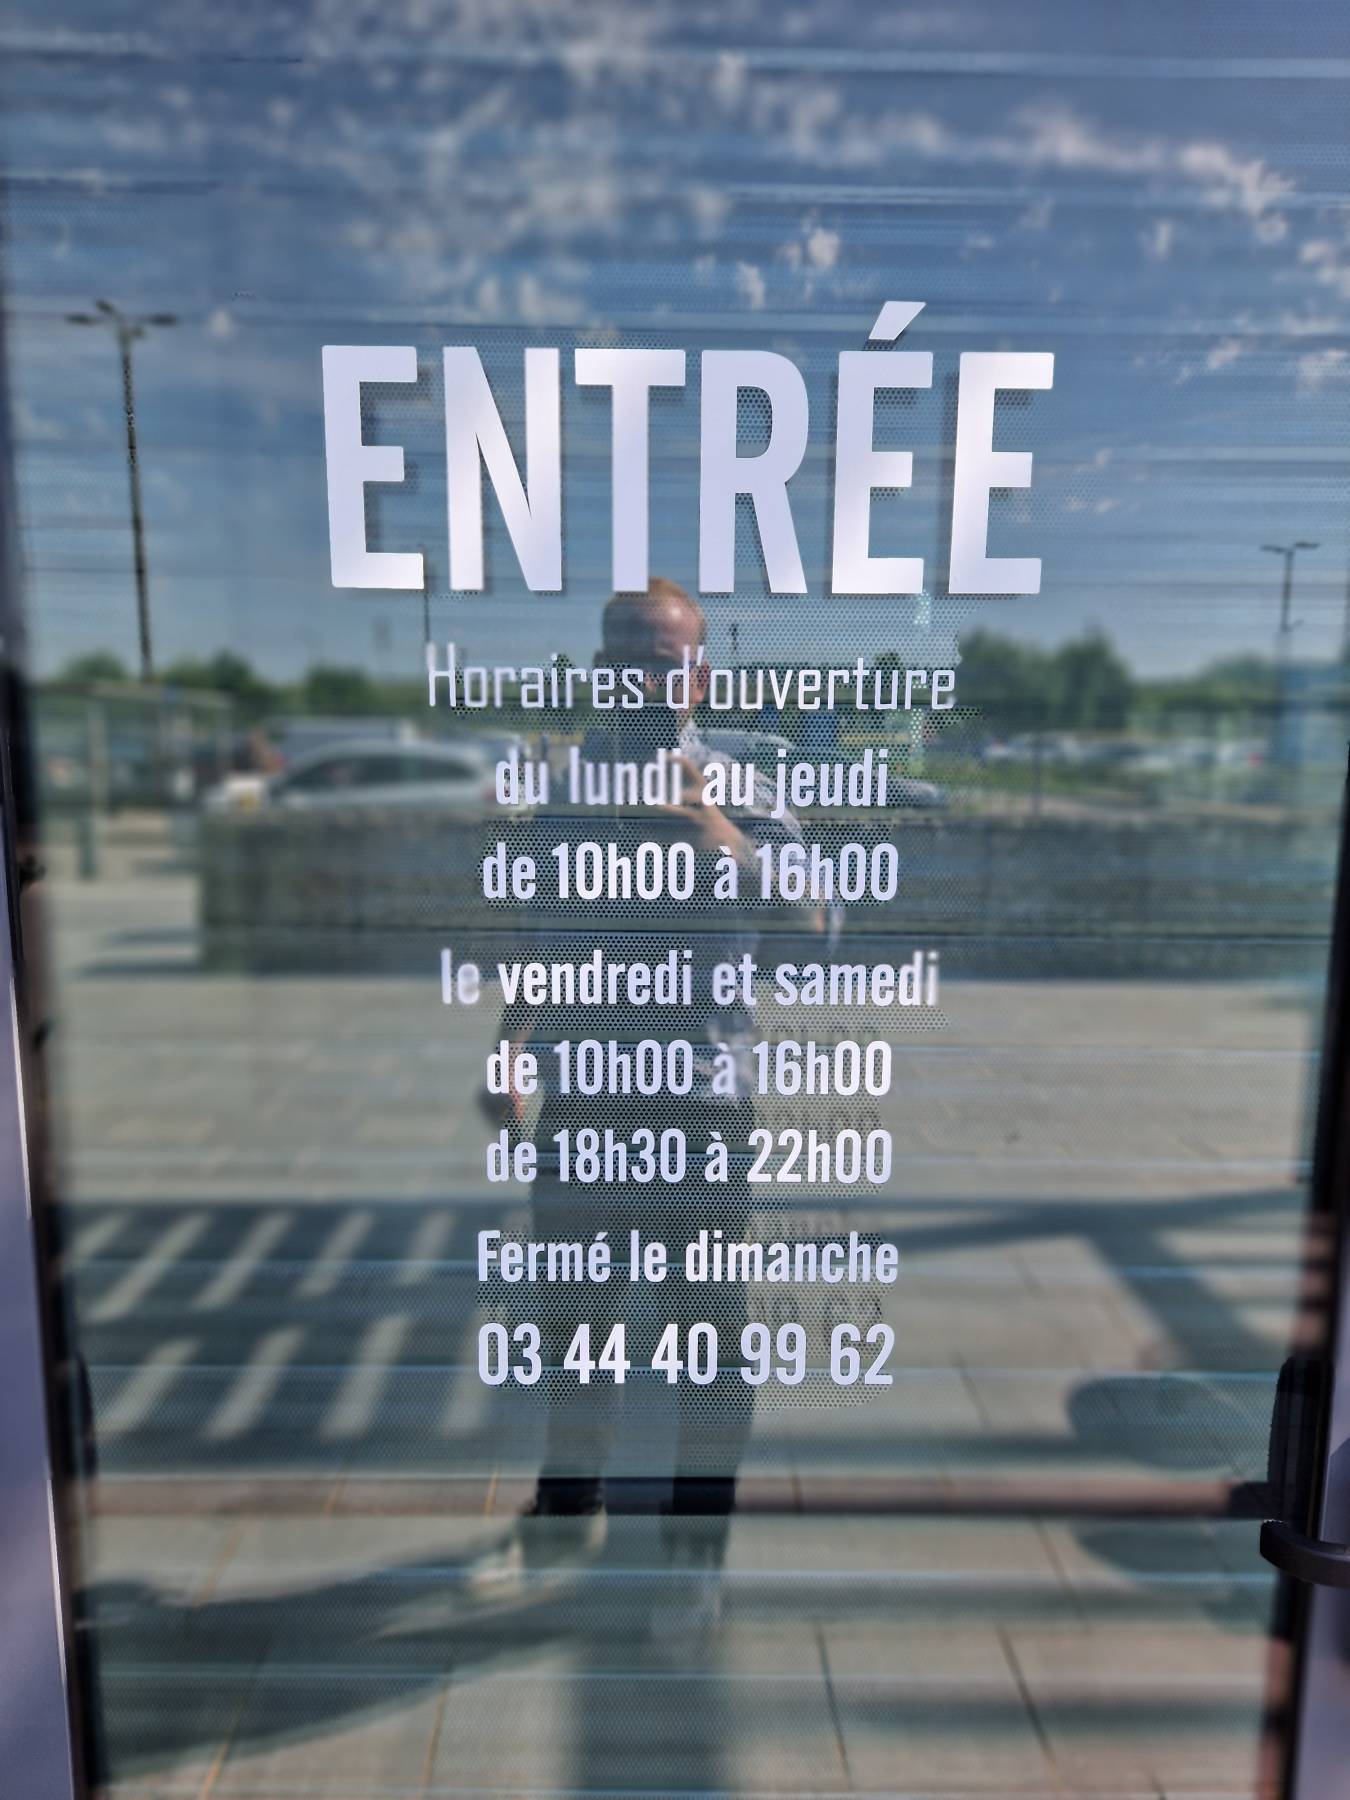 ENTRÉE
Horaires d'ouverture
du lundi au jeudi
de 10h00 à 16h00
le vendredi et samedi
de 10h00 à 16h00
de 18h30 à 22h00
Fermé le dimanche
03 44 40 99 62